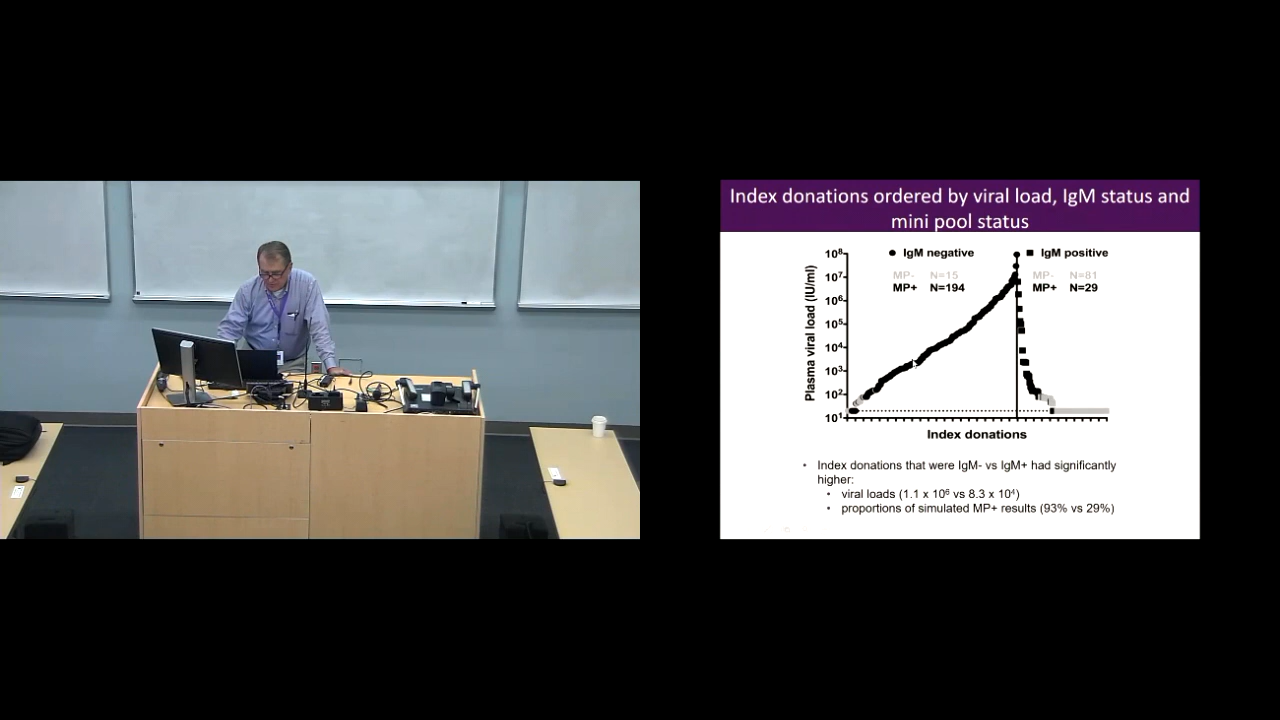 Index donations ordered by viral load, IgM status and
mini pool status
IgM negative
IgM positive
MP- N=15
MP- N=81
MP+ N=194
MP+ N=29
Plasma viral load (IU/ml)
10⁸
10⁷
10⁶
10⁵
10⁴
10³
10²
10¹
Index donations
• Index donations that were IgM- vs IgM+ had significantly
higher:
• viral loads (1.1 x 10⁶ vs 8.3 x 10⁴)
• proportions of simulated MP+ results (93% vs 29%)